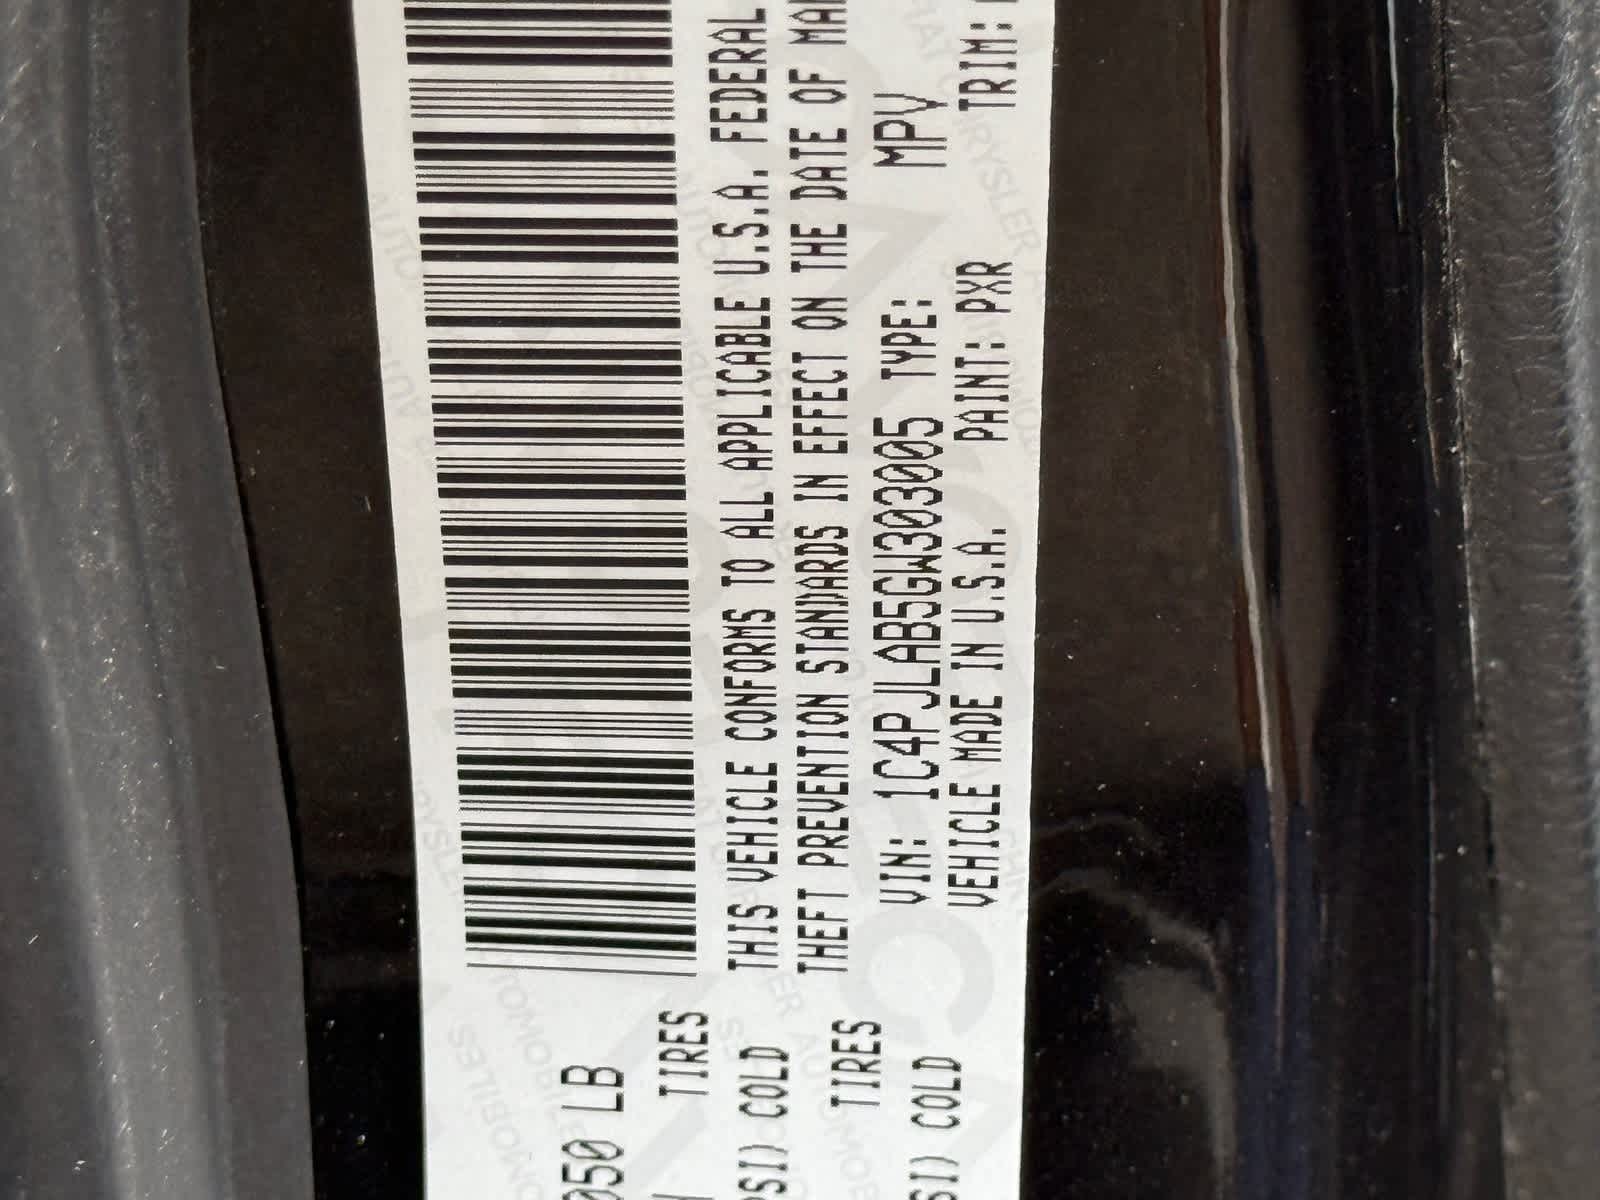 050 LB
TIRES
PSI) COLD
TIRES
SI) COLD
THIS VEHICLE CONFORMS TO ALL APPLICABLE U.S.A. FEDERAL
THEFT PREVENTION STANDARDS IN EFFECT ON THE DATE OF MA
VIN: 1C4PJLAB5GW303005 TYPE: MPV
VEHICLE MADE IN U.S.A. PAINT: PXR TRIM: